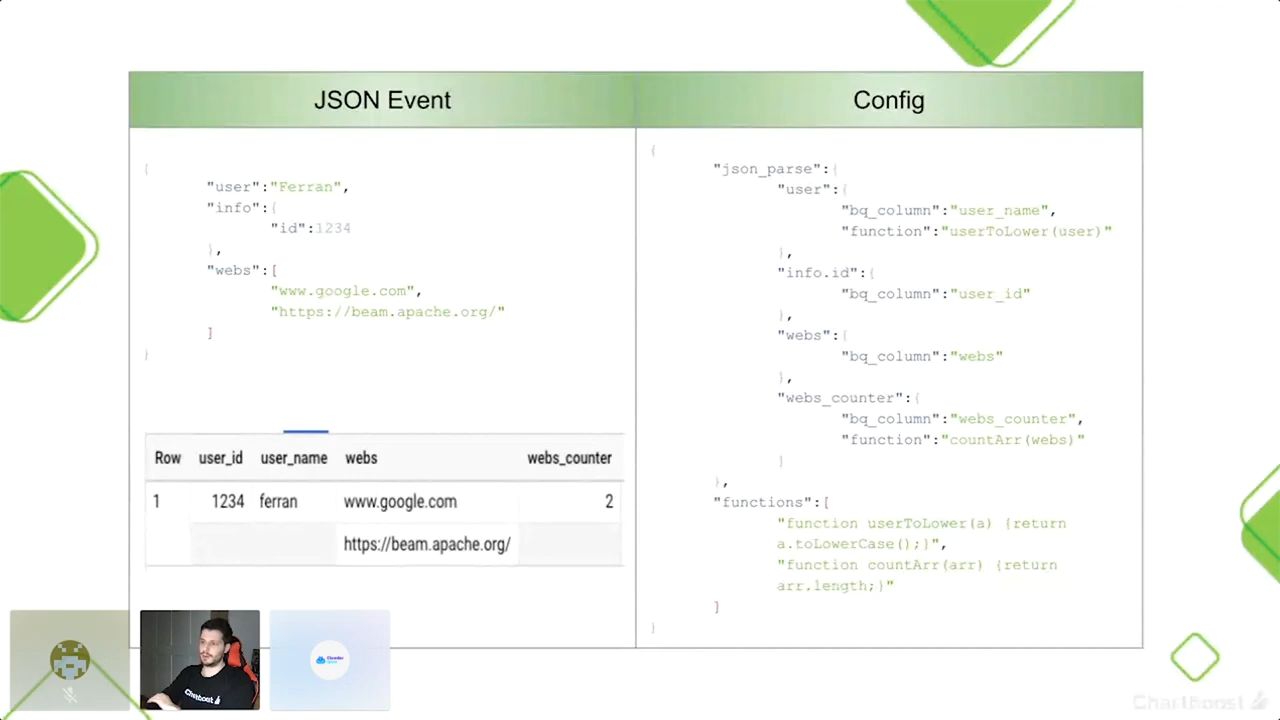 JSON Event
{
"user":"Ferran",
"info":{
"id":1234
},
"webs":[
"www.google.com",
"https://beam.apache.org/"
]
}
Row user_id user_name webs webs_counter
1 1234 ferran www.google.com 2
https://beam.apache.org/
Config
{
"json_parse":{
"user":{
"bq_column":"user_name",
"function":"userToLower(user)"
},
"info.id":{
"bq_column":"user_id"
},
"webs":{
"bq_column":"webs"
},
"webs_counter":{
"bq_column":"webs_counter",
"function":"countArr(webs)"
}
},
"functions":[
"function userToLower(a) {return
a.toLowerCase();}",
"function countArr(arr) {return
arr.length;}"
]
}
Chartboost
Chartboost